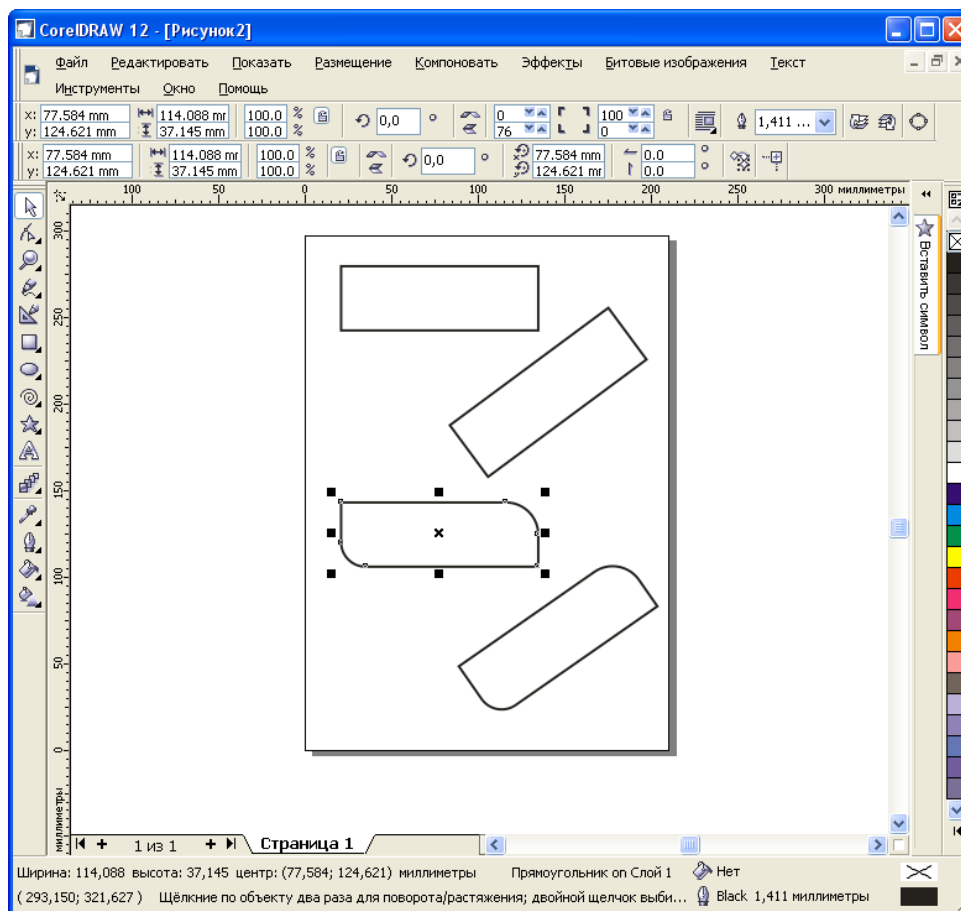 CorelDRAW 12 - [Рисунок2]
Файл Редактировать Показать Размещение Компоновать Эффекты Битовые изображения Текст
Инструменты Окно Помощь
x: 77.584 mm 114.088 mr 100.0 % 0,0 ° 0 100 1,411 ...
y: 124.621 mm 37.145 mm 100.0 % 76 0
x: 77.584 mm 114.088 mr 100.0 % 0,0 ° 77.584 mm 0.0 °
y: 124.621 mm 37.145 mm 100.0 % 124.621 mr 0.0 °
100 50 0 50 100 150 200 250 300 миллиметры
300
250
200
150
100
50
0
миллиметры
Вставить символ
1 из 1 Страница 1
Ширина: 114,088 высота: 37,145 центр: (77,584; 124,621) миллиметры Прямоугольник on Слой 1 Нет
( 293,150; 321,627 ) Щёлкние по объекту два раза для поворота/растяжения; двойной щелчок выби... Black 1,411 миллиметры